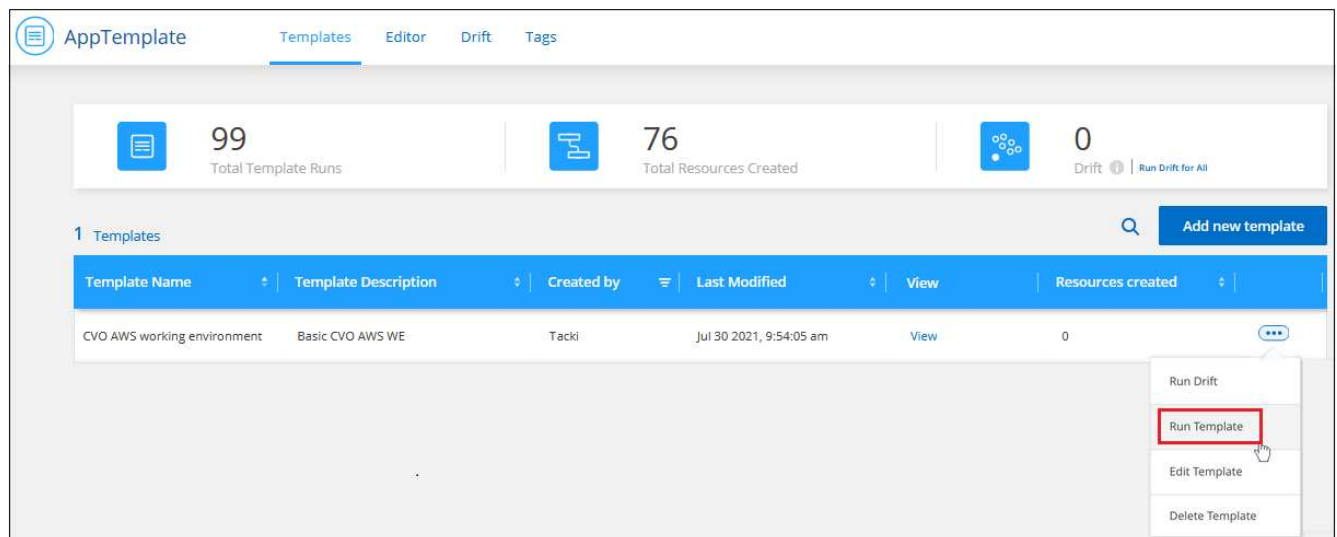 AppTemplate Templates Editor Drift Tags
99 76 0
Total Template Runs Total Resources Created Drift Run Drift for All
1 Templates Add new template
Template Name Template Description Created by Last Modified View Resources created
CVO AWS working environment Basic CVO AWS WE Tacki Jul 30 2021, 9:54:05 am View 0
Run Drift
Run Template
Edit Template
Delete Template